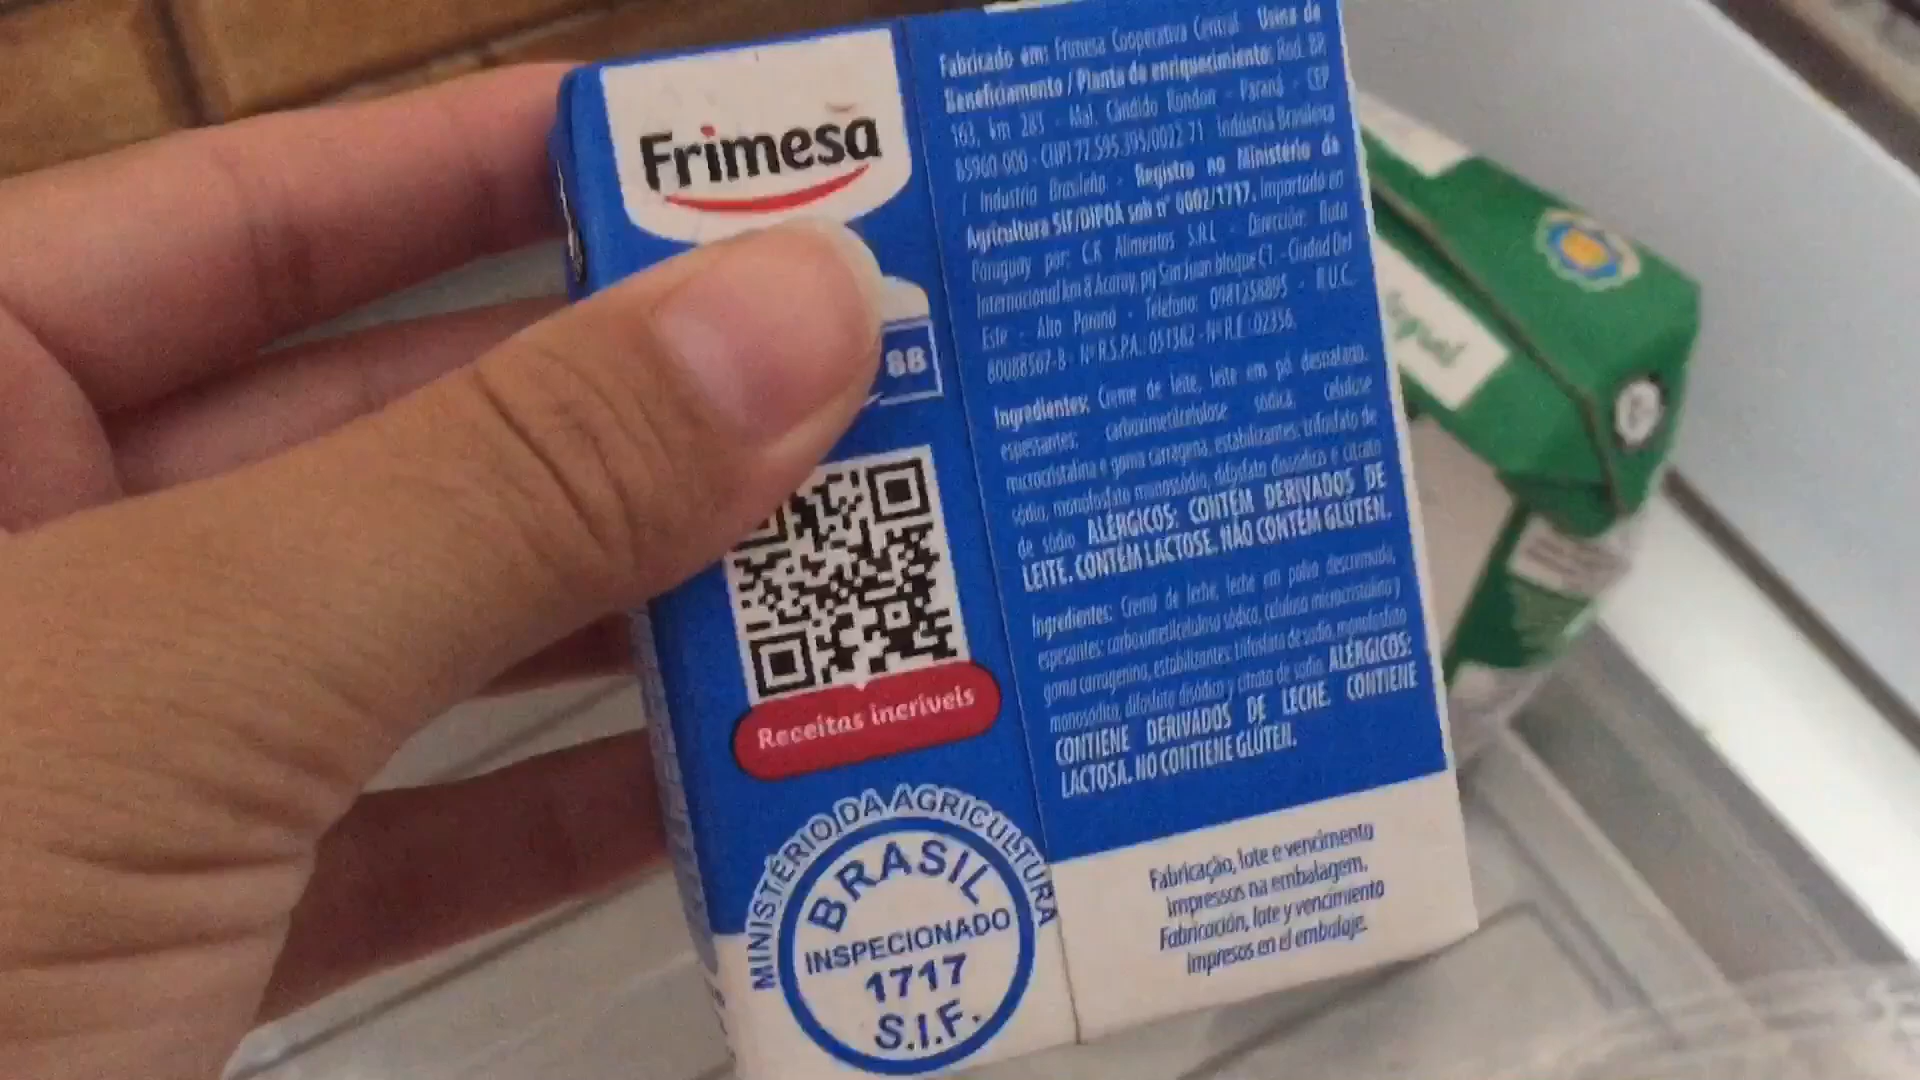 Frimesa
88
Receitas incríveis
MINISTÉRIO DA AGRICULTURA
BRASIL
INSPECIONADO
1717
S.I.F.
Fabricado em: Frimesa Cooperativa Central Usina de
Beneficiamento / Planta de enriquecimiento: Rod. BR
163, km 283 - Mal. Cândido Rondon - Paraná - CEP
85960-000 - CNPJ 77.595.395/0022-71 Indústria Brasileira
/ Industria Brasileña - Registro no Ministério da
Agricultura SIF/DIPOA sob nº 0002/1717. Importado en
Paraguay por: C.K Alimentos S.R.L - Dirección: Ruta
Internacional km 8 Acaray, pq San Juan bloque C1 - Ciudad Del
Este - Alto Paraná - Telefono: 0981258895 - R.U.C.
80088507-8 - Nº R.S.P.A.: 051362 - Nº R.E.: 02356.
Ingredientes: Creme de leite, leite em pó desnatado,
espessantes: carboximetilcelulose sódica, celulose
microcristalina e goma carragena, estabilizantes: trifosfato de
sódio, monofosfato monossódio, difosfato dissódico e citrato
de sódio. ALÉRGICOS: CONTÉM DERIVADOS DE
LEITE. CONTÉM LACTOSE. NÃO CONTÉM GLÚTEN.
Ingredientes: Crema de leche, leche em polvo descremada,
espesantes: carboximetilcelulosa sódico, celulosa microcristalina y
goma carragenina, estabilizantes: trifosfato de sodio, monofosfato
monosódico, difosfato disódico y citrato de sodio. ALÉRGICOS:
CONTIENE DERIVADOS DE LECHE. CONTIENE
LACTOSA. NO CONTIENE GLÚTEN.
Fabricação, lote e vencimento
impressos na embalagem.
Fabricación, lote y vencimiento
impresos en el embalaje.